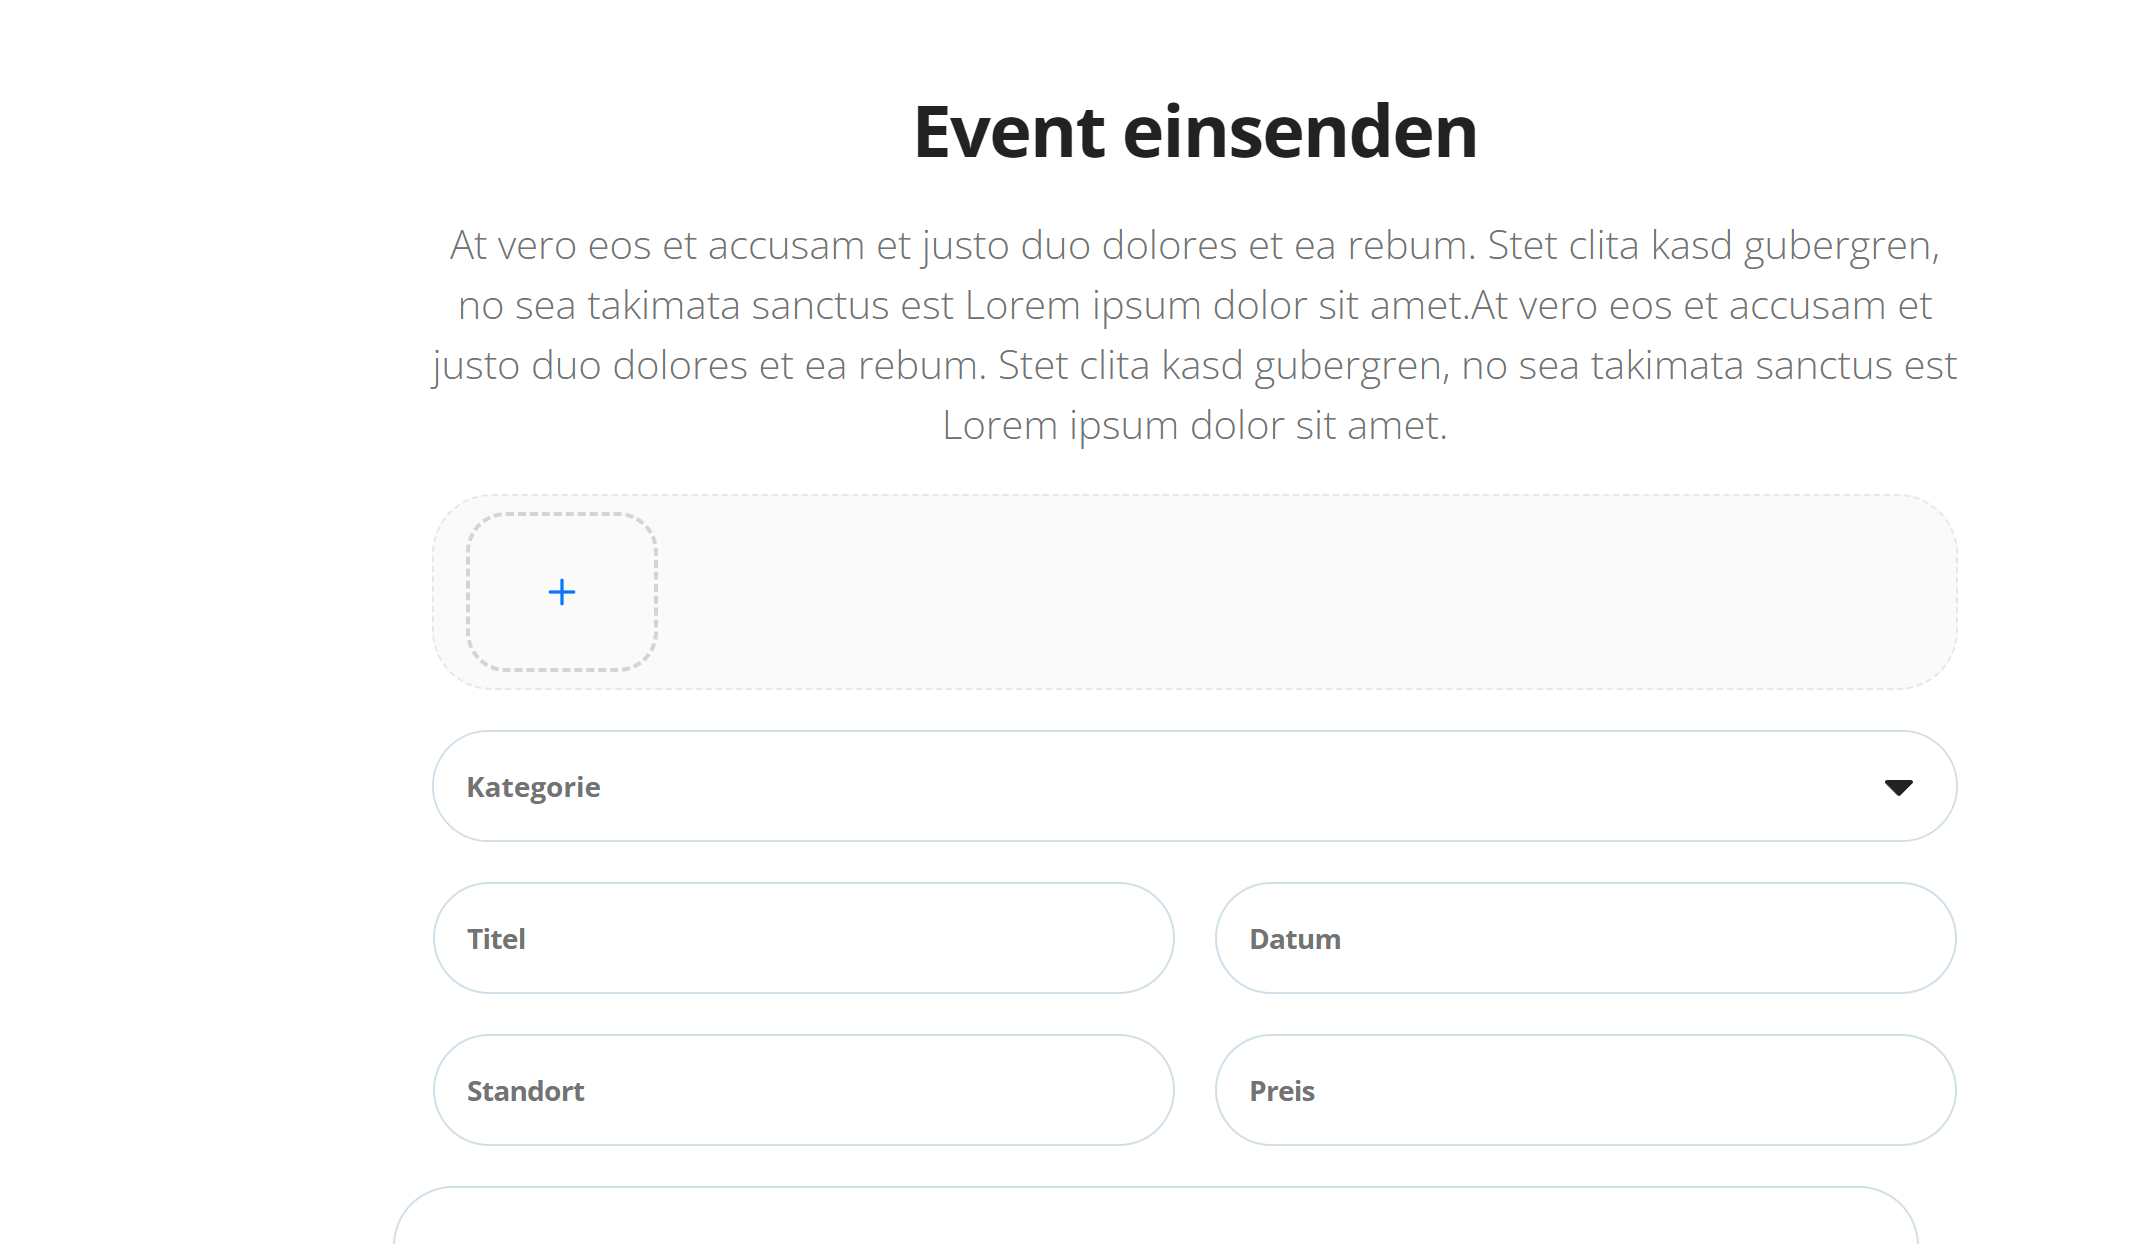 Event einsenden
At vero eos et accusam et justo duo dolores et ea rebum. Stet clita kasd gubergren,
no sea takimata sanctus est Lorem ipsum dolor sit amet.At vero eos et accusam et
justo duo dolores et ea rebum. Stet clita kasd gubergren, no sea takimata sanctus est
Lorem ipsum dolor sit amet.
Kategorie
Titel
Datum
Standort
Preis